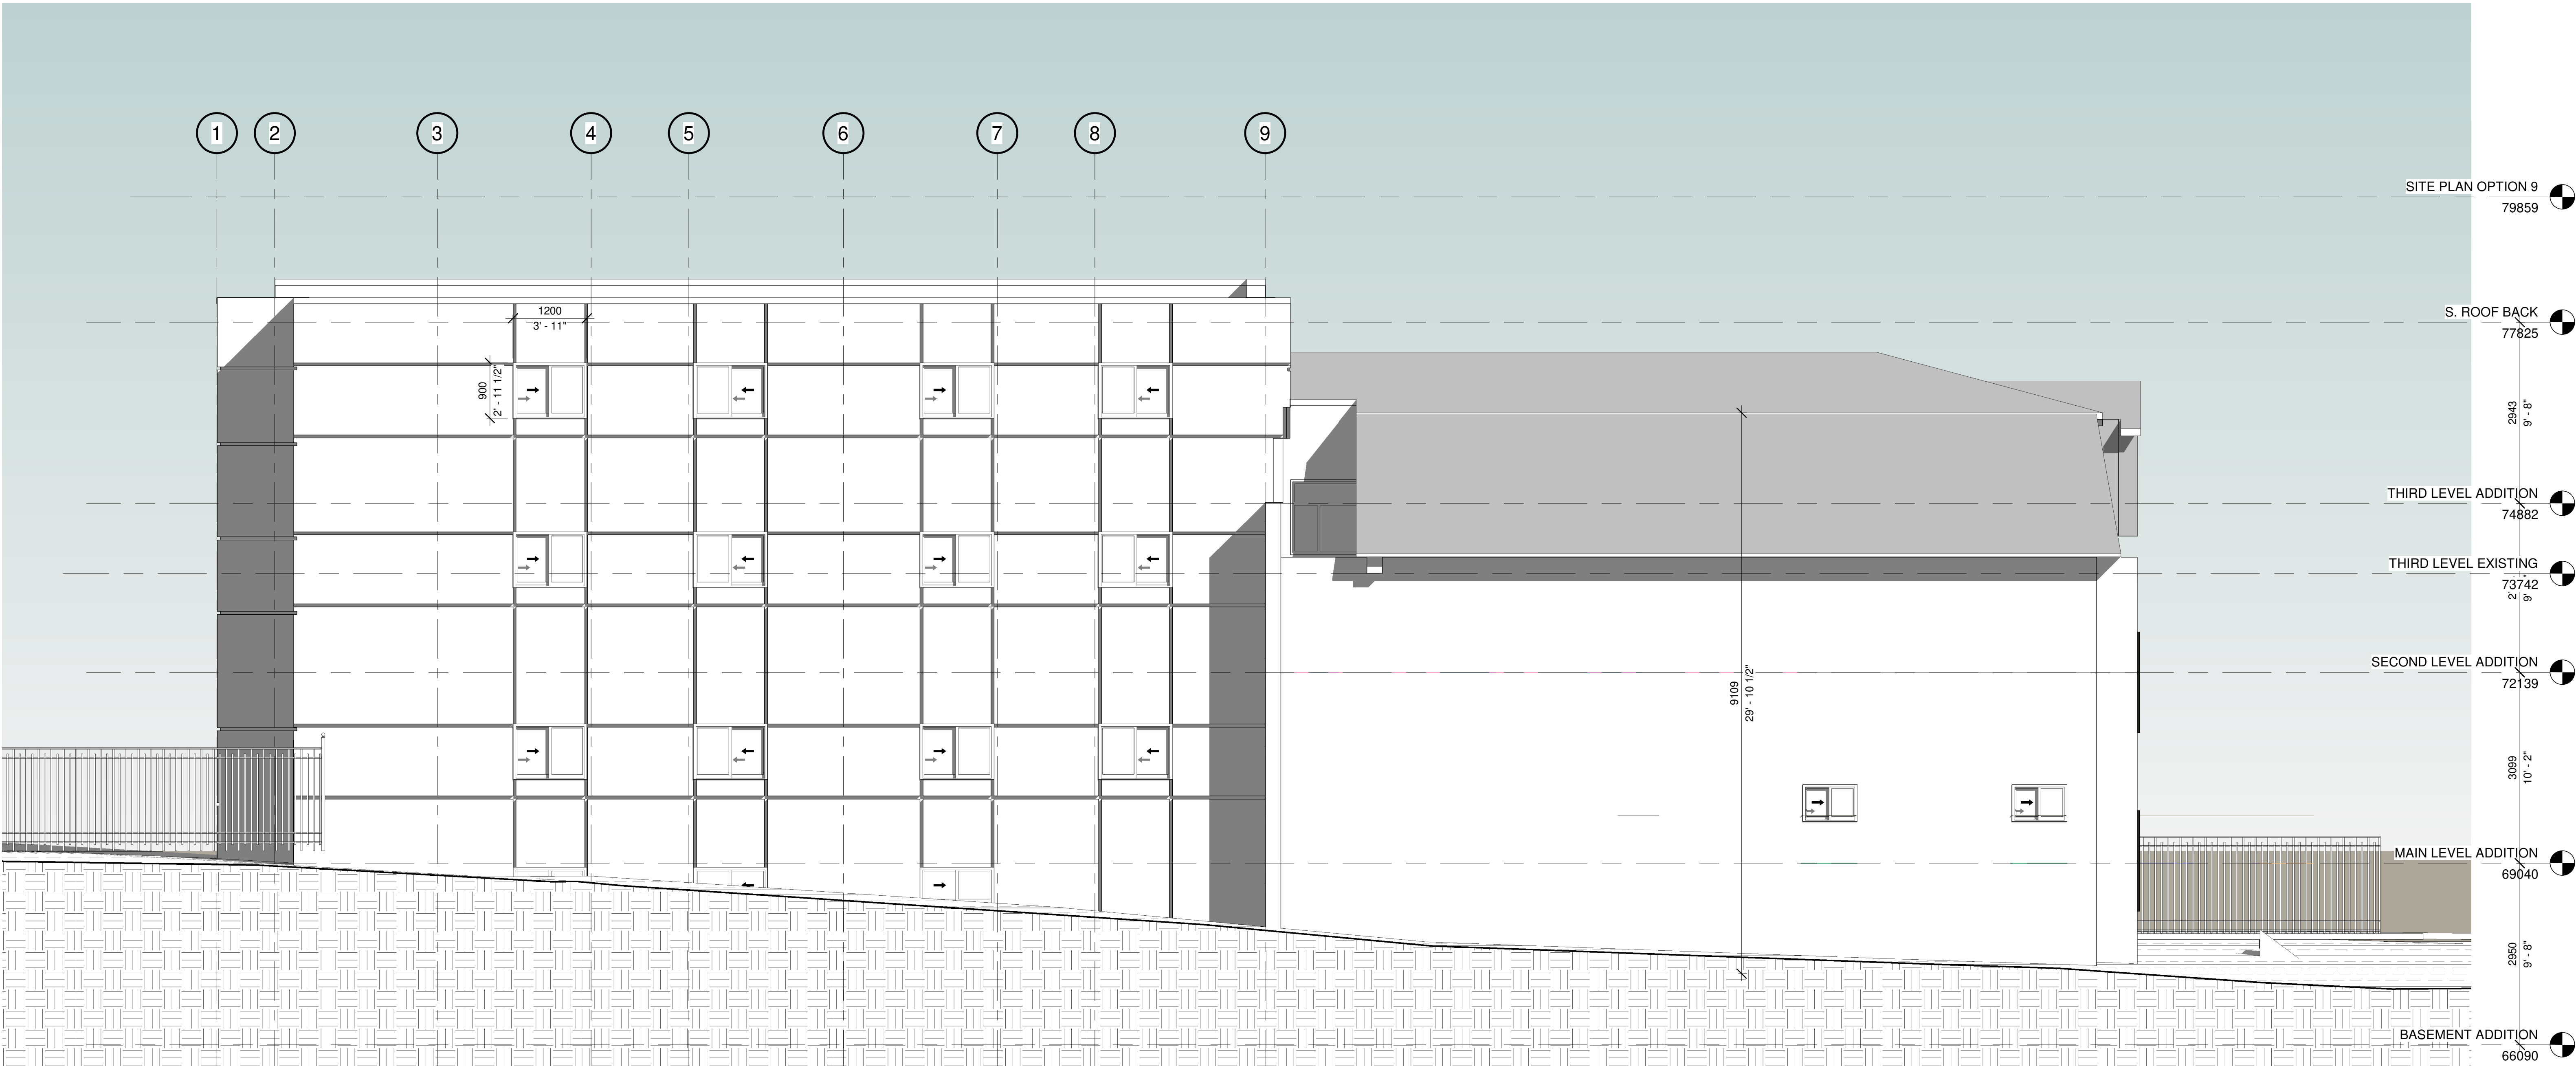 1 2 3 4 5 6 7 8 9
SITE PLAN OPTION 9
79859
S. ROOF BACK
77825
1200
3' - 11"
900
2' - 11 1/2"
2943
9' - 8"
THIRD LEVEL ADDITION
74882
THIRD LEVEL EXISTING
73742
9'
SECOND LEVEL ADDITION
72139
9109
29' - 10 1/2"
3099
10' - 2"
MAIN LEVEL ADDITION
69040
2950
9' - 8"
BASEMENT ADDITION
66090